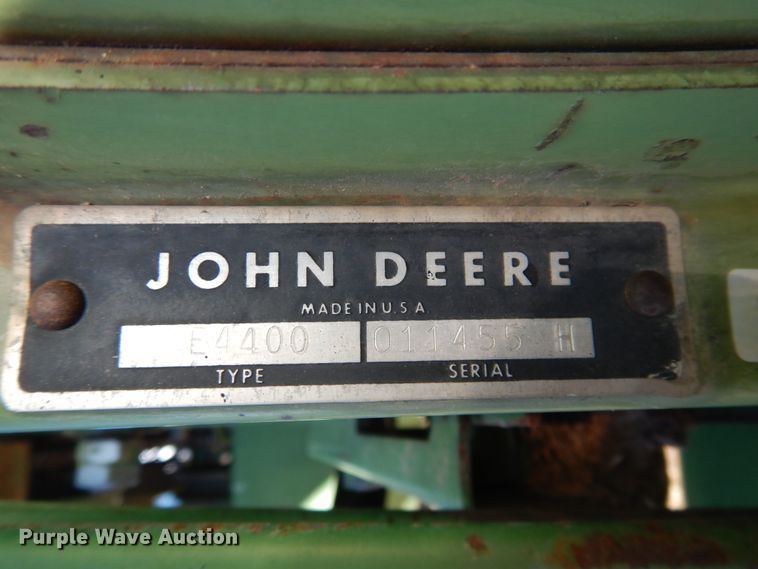 JOHN DEERE
MADE IN U.S A
E4400 011455 H
TYPE SERIAL
Purple Wave Auction